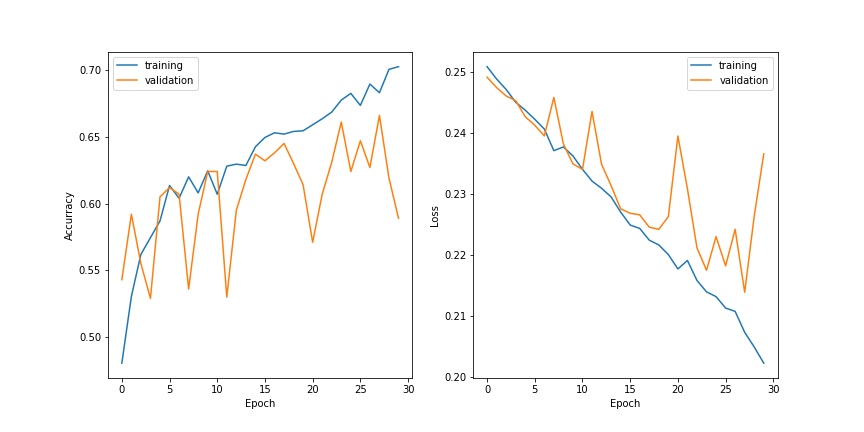 training
validation
0.70
0.65
0.60
0.55
0.50
Accurracy
0 5 10 15 20 25 30
Epoch
training
validation
0.25
0.24
0.23
0.22
0.21
0.20
Loss
0 5 10 15 20 25 30
Epoch